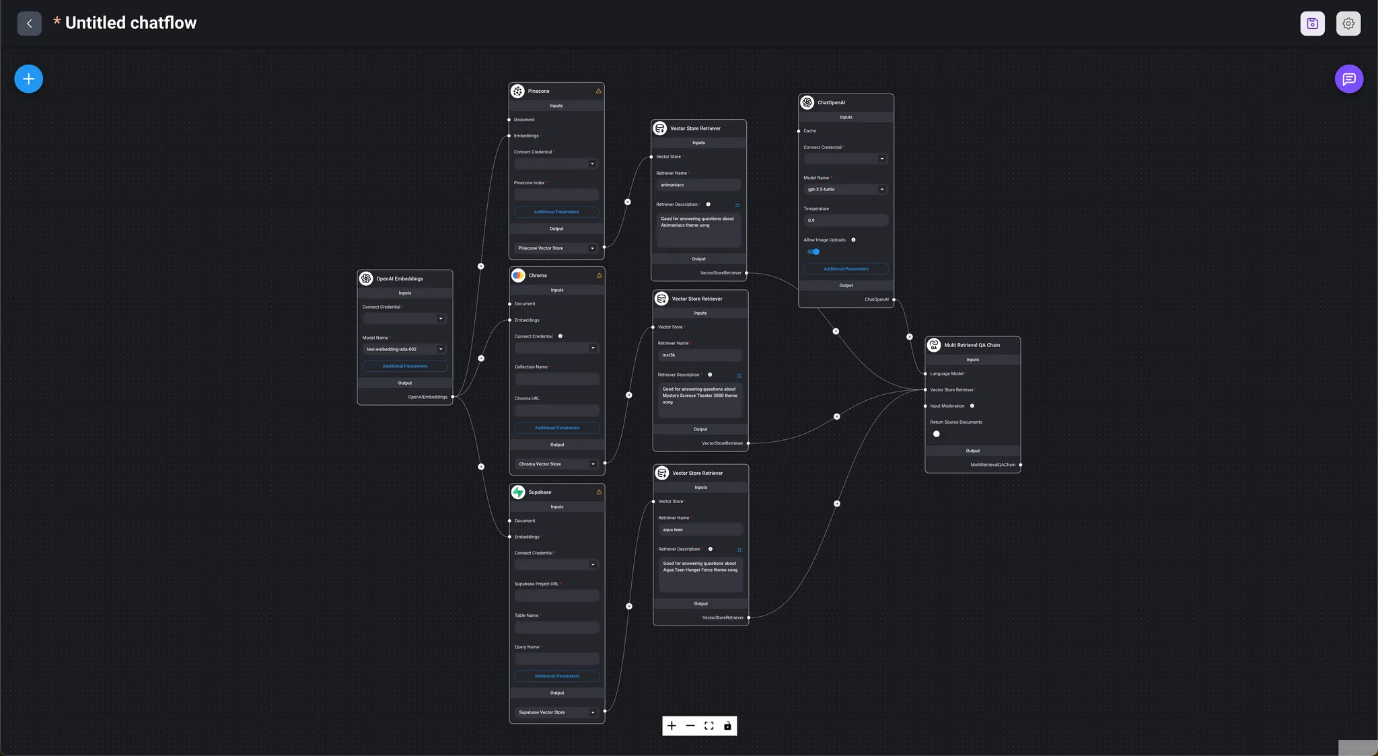 * Untitled chatflow
Pinecone
Inputs
Document
Embeddings *
Connect Credential *
Pinecone Index *
Additional Parameters
Output
Pinecone Vector Store
Vector Store Retriever
Inputs
Vector Store *
Retriever Name *
animaniacs
Retriever Description *
Good for answering questions about
Animaniacs theme song
Output
VectorStoreRetriever
ChatOpenAI
Inputs
Cache
Connect Credential *
Model Name *
gpt-3.5-turbo
Temperature
0.9
Allow Image Uploads
Additional Parameters
Output
ChatOpenAI
OpenAI Embeddings
Inputs
Connect Credential *
Model Name *
text-embedding-ada-002
Additional Parameters
Output
OpenAIEmbeddings
Chroma
Inputs
Document
Embeddings *
Connect Credential
Collection Name *
Chroma URL
Additional Parameters
Output
Chroma Vector Store
Vector Store Retriever
Inputs
Vector Store *
Retriever Name *
mst3k
Retriever Description *
Good for answering questions about
Mystery Science Theater 3000 theme
song
Output
VectorStoreRetriever
Multi Retrieval QA Chain
Inputs
Language Model *
Vector Store Retriever *
Input Moderation
Return Source Documents
Output
MultiRetrievalQAChain
Supabase
Inputs
Document
Embeddings *
Connect Credential *
Supabase Project URL *
Table Name *
Query Name *
Additional Parameters
Output
Supabase Vector Store
Vector Store Retriever
Inputs
Vector Store *
Retriever Name *
aqua teen
Retriever Description *
Good for answering questions about
Aqua Teen Hunger Force theme song
Output
VectorStoreRetriever